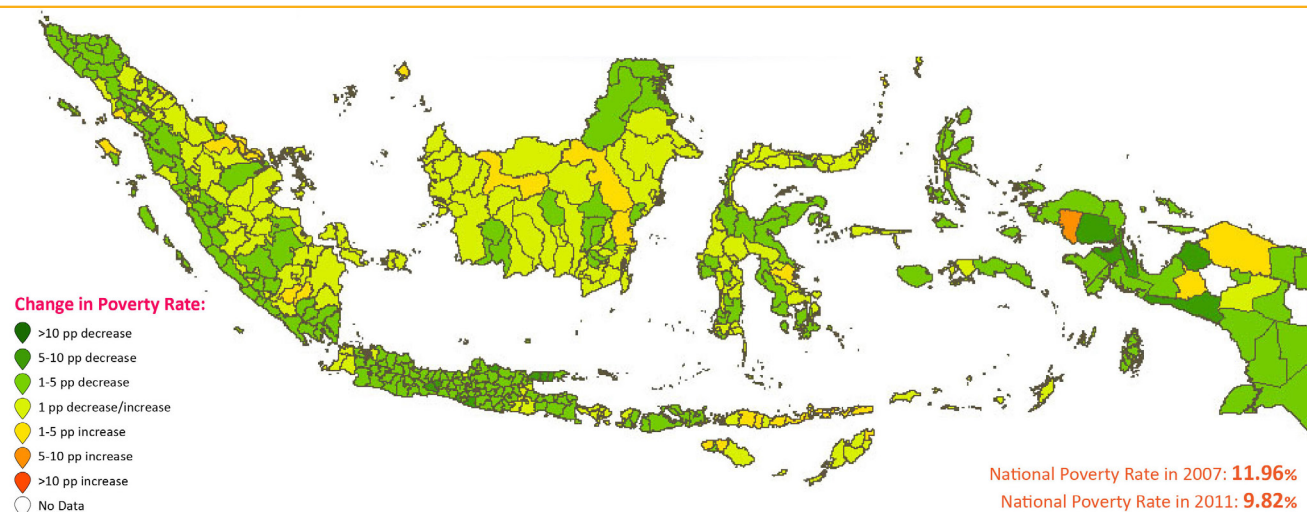 Change in Poverty Rate:
>10 pp decrease
5-10 pp decrease
1-5 pp decrease
1 pp decrease/increase
1-5 pp increase
5-10 pp increase
>10 pp increase
No Data
National Poverty Rate in 2007: 11.96%
National Poverty Rate in 2011: 9.82%